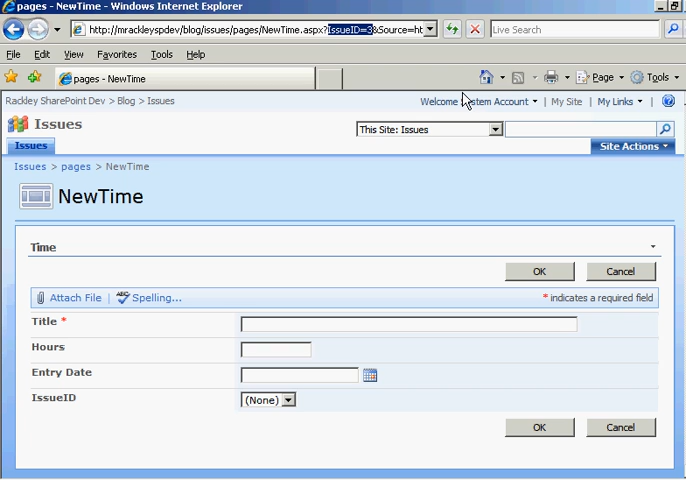 pages - NewTime - Windows Internet Explorer
http://mrackleyspdev/blog/issues/pages/NewTime.aspx?IssueID=3&Source=ht
Live Search
File Edit View Favorites Tools Help
pages - NewTime
Page Tools
Rackley SharePoint Dev > Blog > Issues
Welcome System Account | My Site | My Links
Issues
This Site: Issues
Issues
Site Actions
Issues > pages > NewTime
NewTime
Time
OK Cancel
Attach File | ABC Spelling...
* indicates a required field
Title *
Hours
Entry Date
IssueID
(None)
OK Cancel